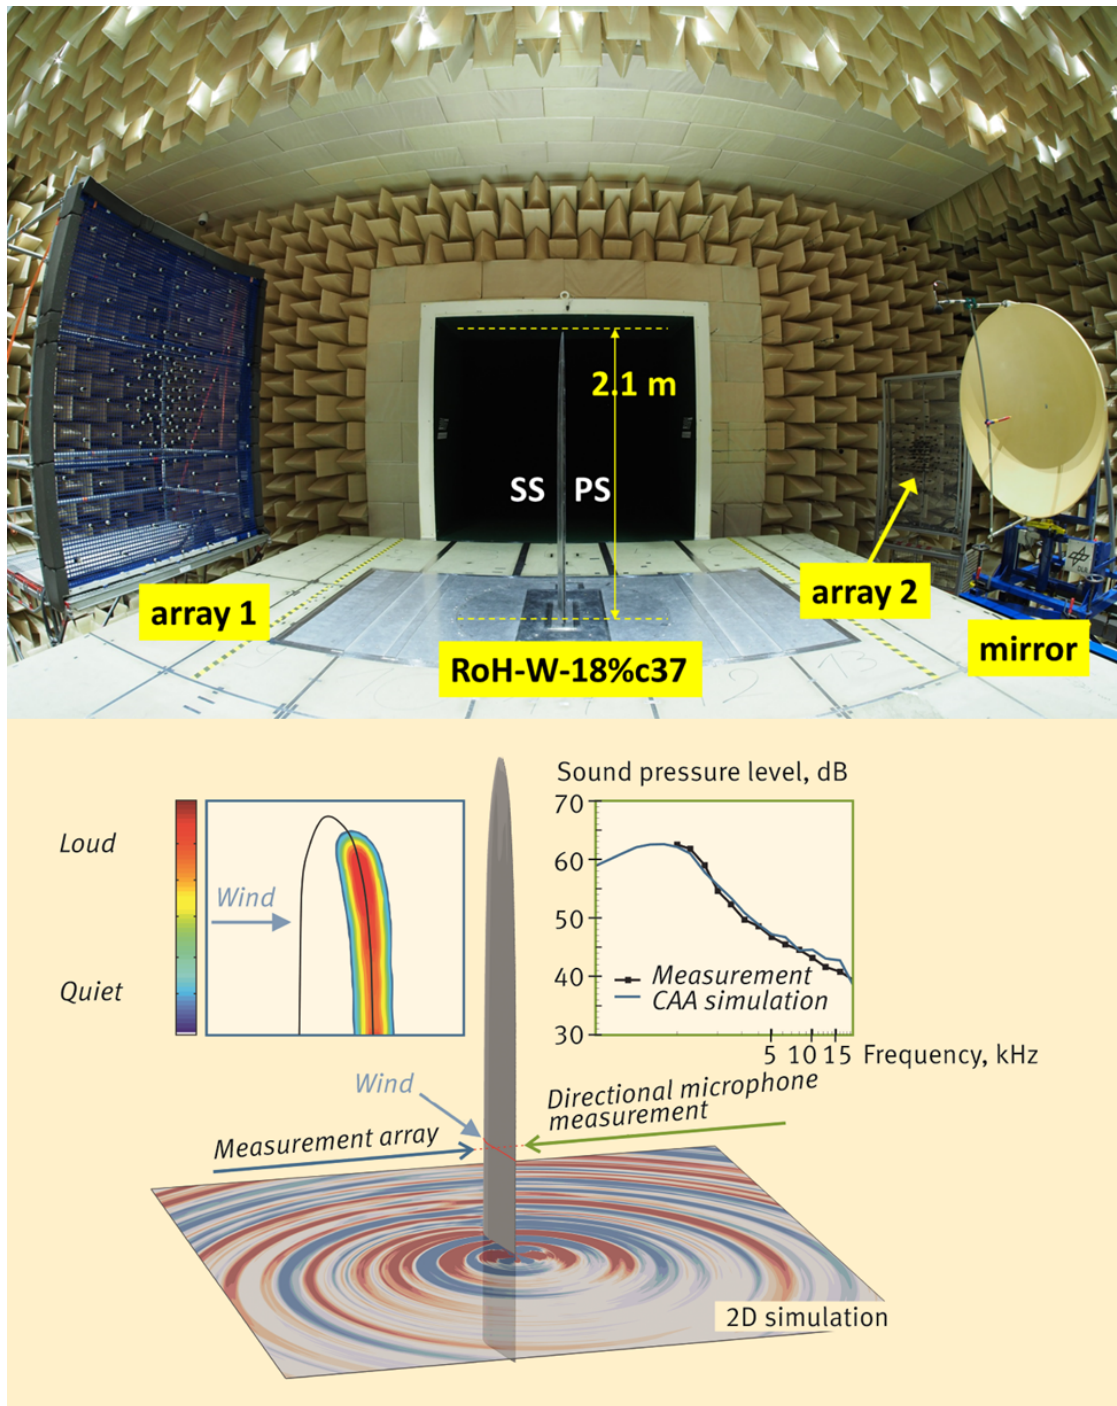 2.1 m
SS PS
array 1
array 2
mirror
RoH-W-18%c37
DLR
Sound pressure level, dB
70
60
50
40
30
Measurement
CAA simulation
5 10 15 Frequency, kHz
Loud
Wind
Quiet
Wind
Directional microphone
measurement
Measurement array
2D simulation